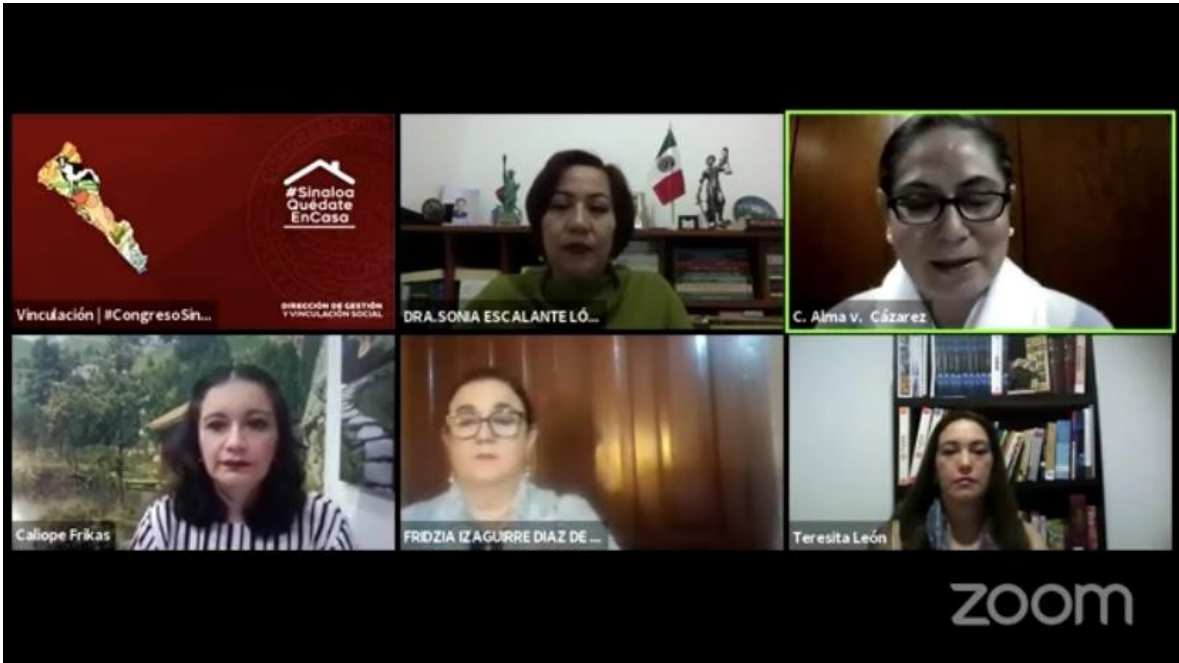 #Sinaloa
Quédate
EnCasa
DIRECCIÓN DE GESTIÓN
Y VINCULACIÓN SOCIAL
Vinculación | #CongresoSin...
DRA.SONIA ESCALANTE LÓ...
C. Alma v. Cázarez
Caliope Frikas
FRIDZIA IZAGUIRRE DIAZ DE ...
Teresita León
zoom